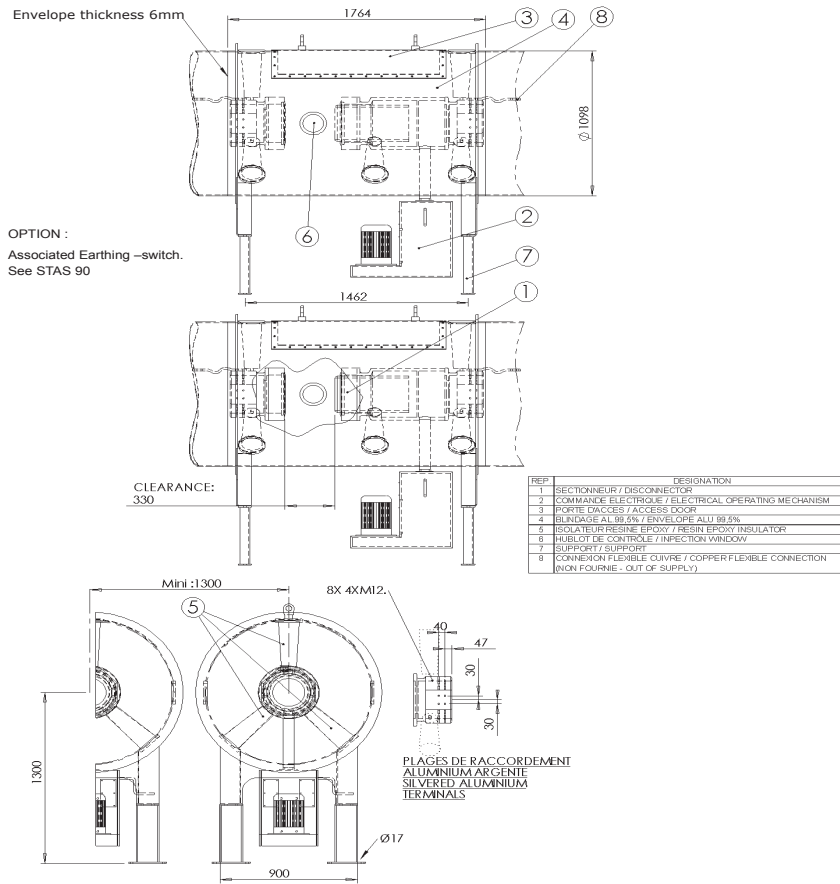 Envelope thickness 6mm
1764
3
4
8
Ø1098
OPTION :
Associated Earthing –switch.
See STAS 90
6
2
7
1462
1
CLEARANCE:
330
REP DESIGNATION
1 SECTIONNEUR / DISCONNECTOR
2 COMMANDE ELECTRIQUE / ELECTRICAL OPERATING MECHANISM
3 PORTE D'ACCES / ACCESS DOOR
4 BLINDAGE AL.99,5% / ENVELOPE ALU 99,5%
5 ISOLATEUR RESINE EPOXY / RESIN EPOXY INSULATOR
6 HUBLOT DE CONTRÔLE / INPECTION WINDOW
7 SUPPORT / SUPPORT
8 CONNEXION FLEXIBLE CUIVRE / COPPER FLEXIBLE CONNECTION
(NON FOURNIE - OUT OF SUPPLY)
Mini :1300
5
8X 4XM12.
40
47
30
30
1300
PLAGES DE RACCORDEMENT
ALUMINIUM ARGENTE
SILVERED ALUMINIUM
TERMINALS
Ø17
900